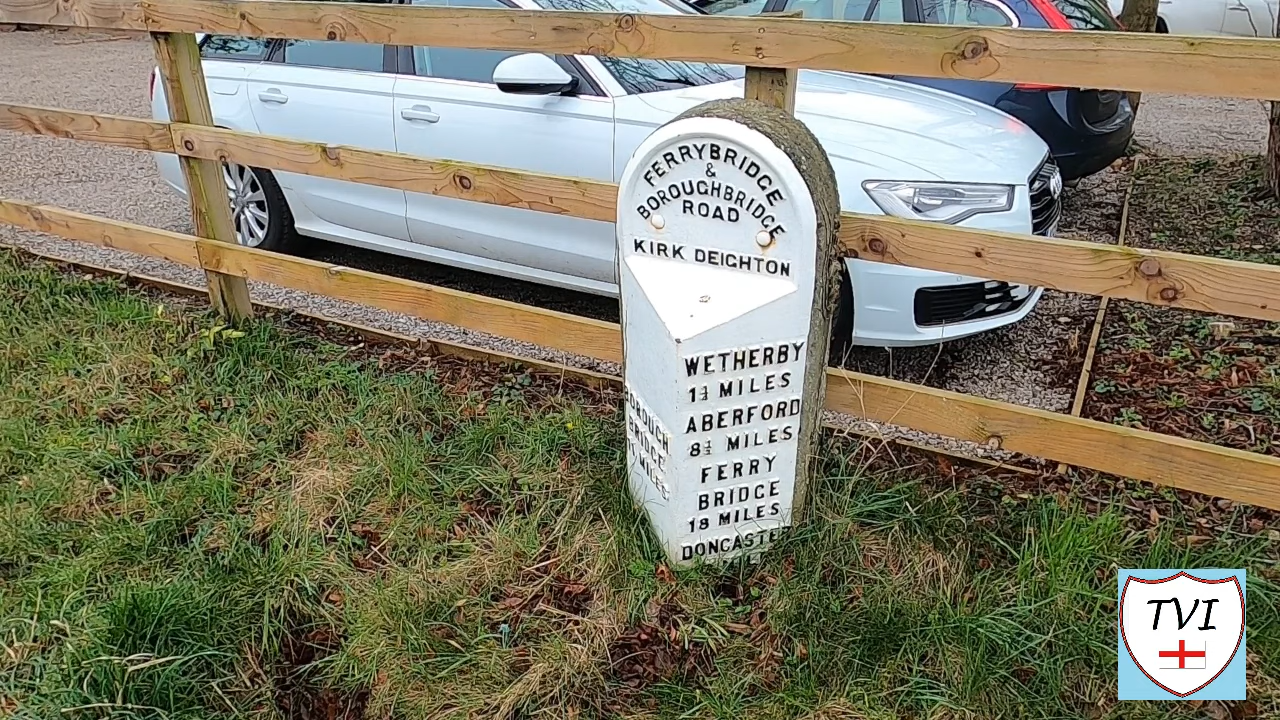 FERRYBRIDGE
&
BOROUGHBRIDGE
ROAD
KIRK DEIGHTON
WETHERBY
1½ MILES
ABERFORD
8½ MILES
FERRY
BRIDGE
18 MILES
DONCASTER
BOROUGH
BRIDGE
MILES
TVI